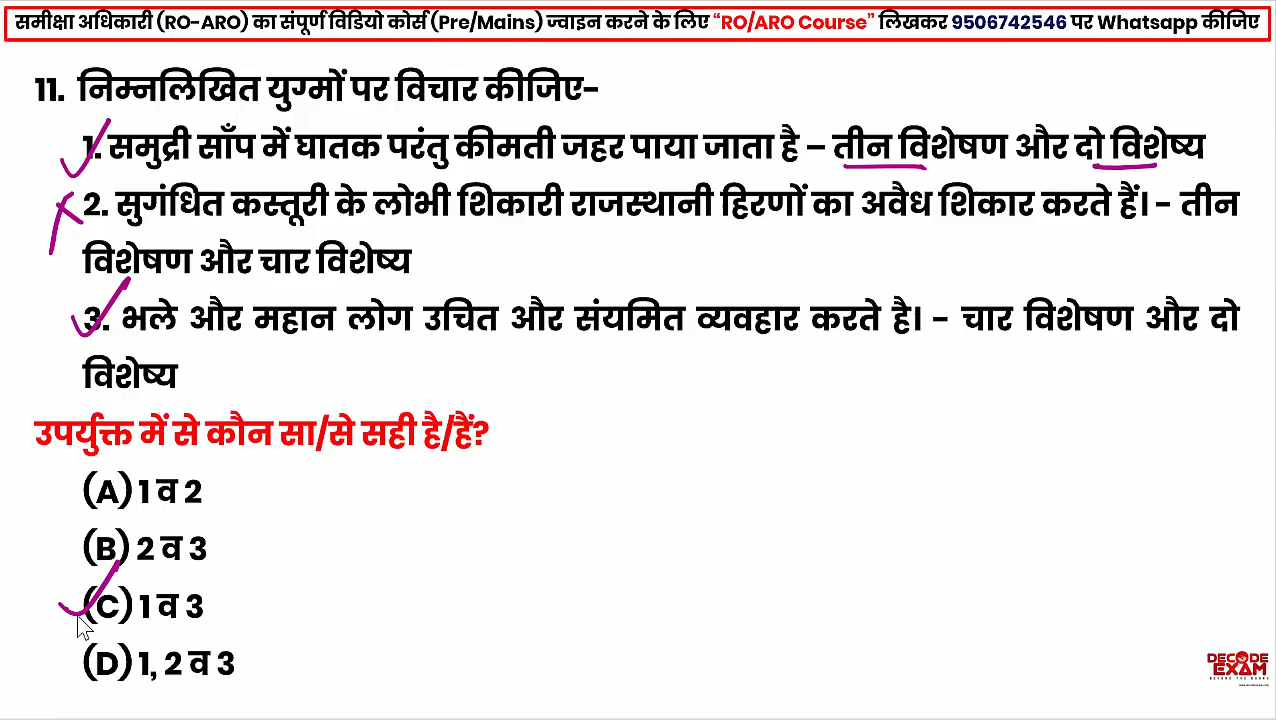 समीक्षा अधिकारी (RO-ARO) का संपूर्ण विडियो कोर्स (Pre/Mains) ज्वाइन करने के लिए "RO/ARO Course" लिखकर 9506742546 पर Whatsapp कीजिए
11. निम्नलिखित युग्मों पर विचार कीजिए-
1. समुद्री साँप में घातक परंतु कीमती जहर पाया जाता है – तीन विशेषण और दो विशेष्य
2. सुगंधित कस्तूरी के लोभी शिकारी राजस्थानी हिरणों का अवैध शिकार करते हैं। - तीन
विशेषण और चार विशेष्य
3. भले और महान लोग उचित और संयमित व्यवहार करते है। - चार विशेषण और दो
विशेष्य
उपर्युक्त में से कौन सा/से सही है/हैं?
(A) 1 व 2
(B) 2 व 3
(C) 1 व 3
(D) 1, 2 व 3
DECODE
EXAM